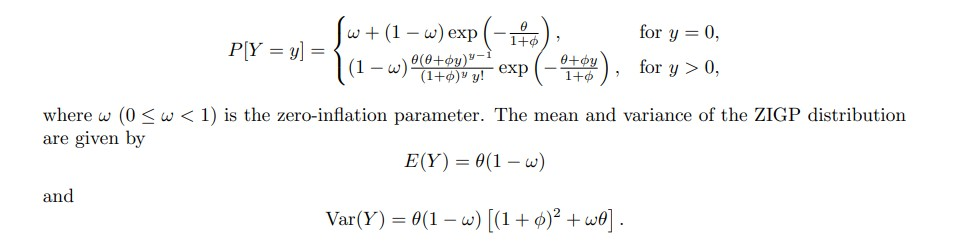 P[Y = y] = { ω + (1 − ω) exp(−θ/(1+φ)), for y = 0,
(1 − ω) θ(θ+φy)^{y−1}/((1+φ)^y y!) exp(−(θ+φy)/(1+φ)), for y > 0,
where ω (0 ≤ ω < 1) is the zero-inflation parameter. The mean and variance of the ZIGP distribution
are given by
E(Y) = θ(1 − ω)
and
Var(Y) = θ(1 − ω) [(1 + φ)² + ωθ] .